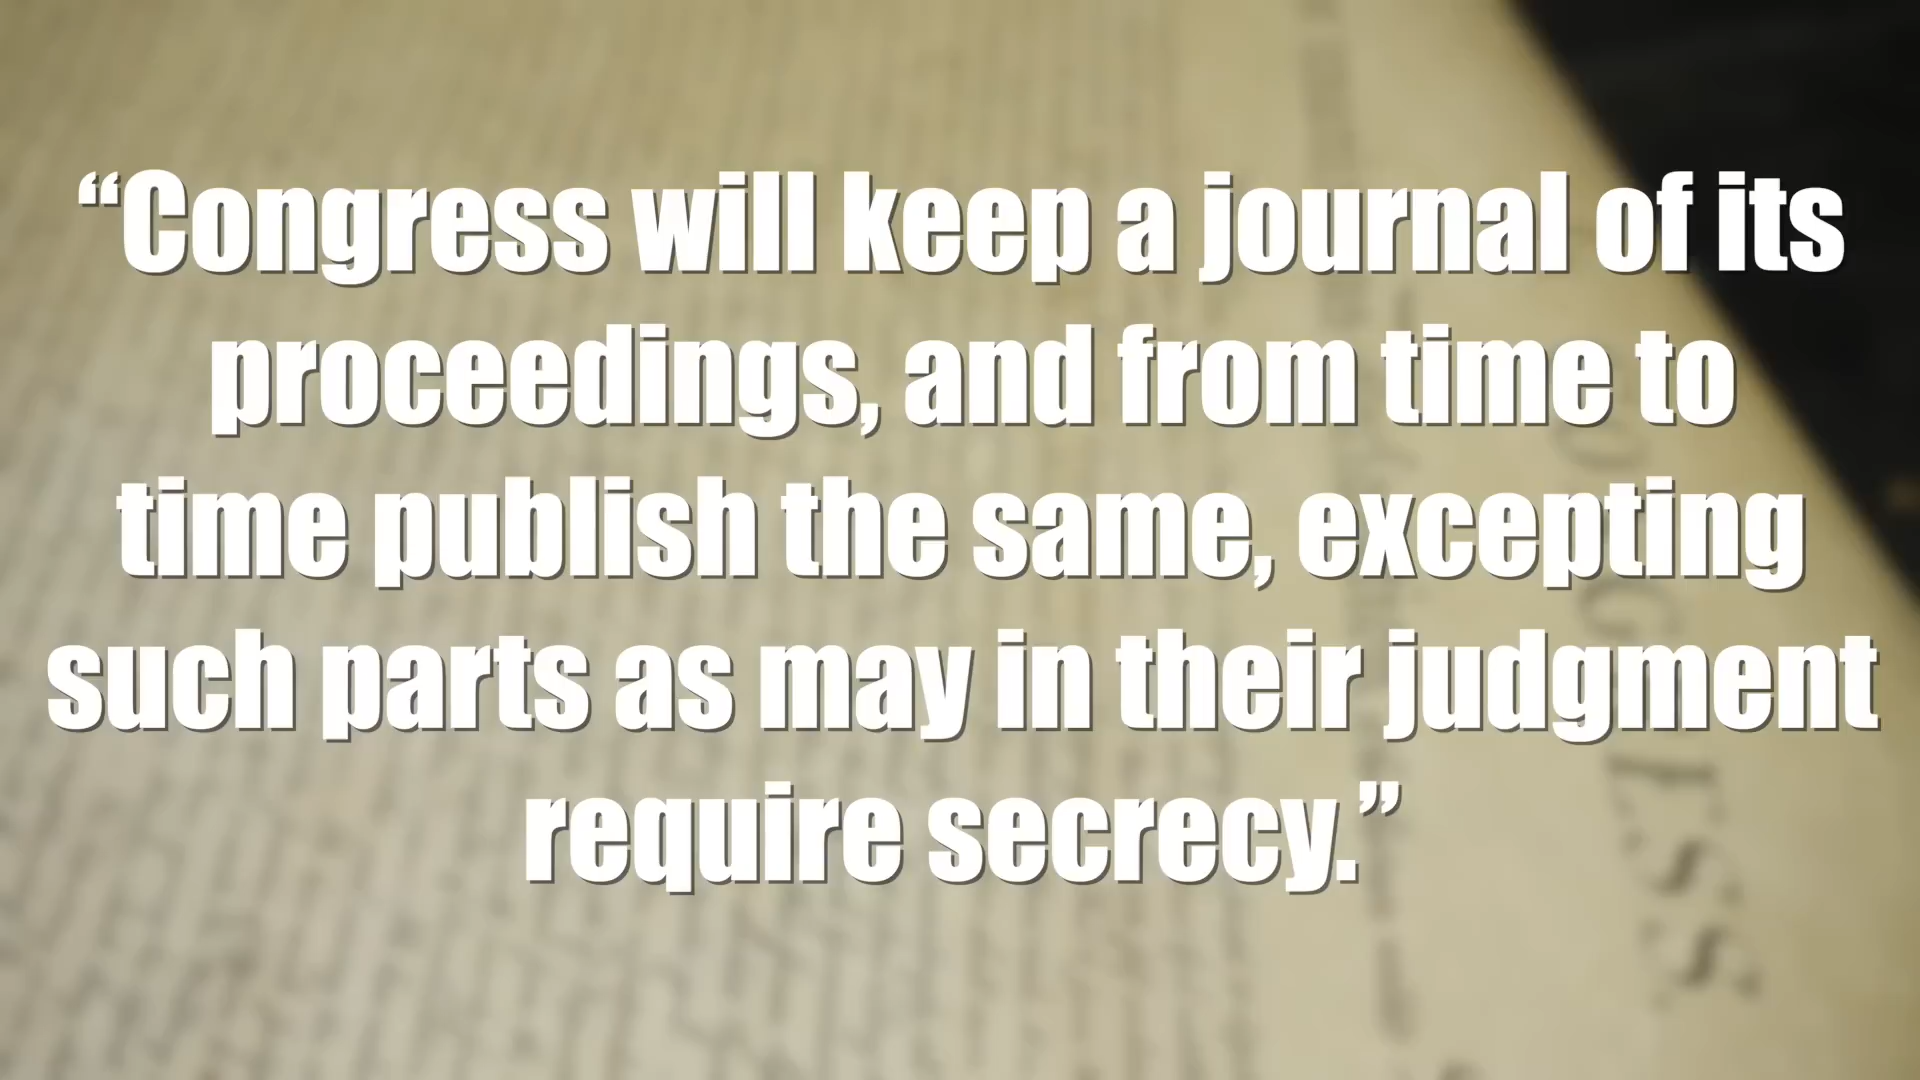 “Congress will keep a journal of its
proceedings, and from time to
time publish the same, excepting
such parts as may in their judgment
require secrecy.”